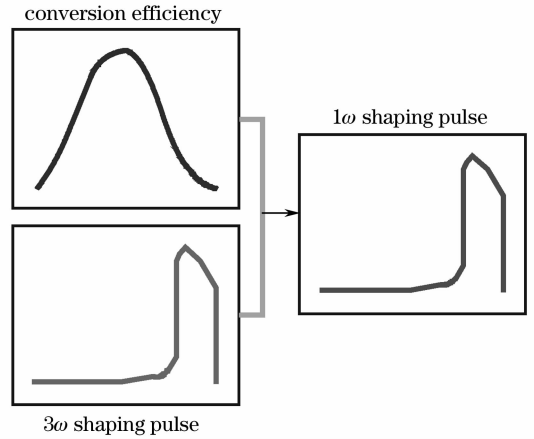 conversion efficiency
1ω shaping pulse
3ω shaping pulse